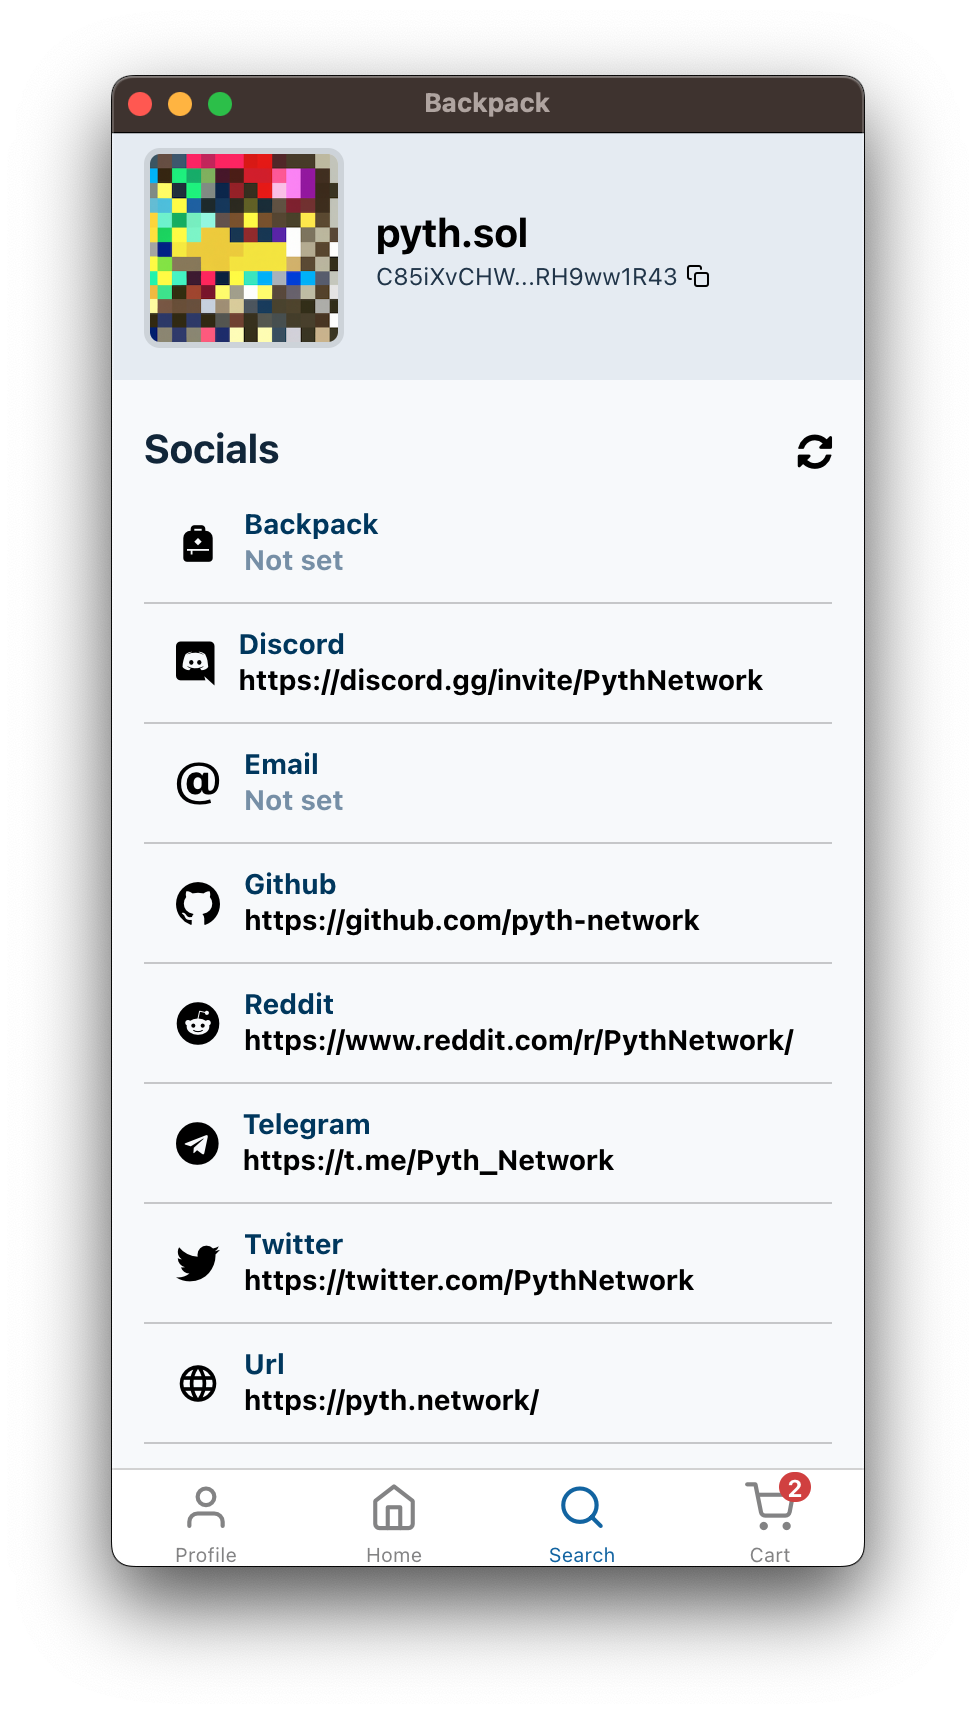 Backpack
pyth.sol
C85iXvCHW...RH9ww1R43
Socials
Backpack
Not set
Discord
https://discord.gg/invite/PythNetwork
@
Email
Not set
Github
https://github.com/pyth-network
Reddit
https://www.reddit.com/r/PythNetwork/
Telegram
https://t.me/Pyth_Network
Twitter
https://twitter.com/PythNetwork
Url
https://pyth.network/
2
Profile Home Search Cart